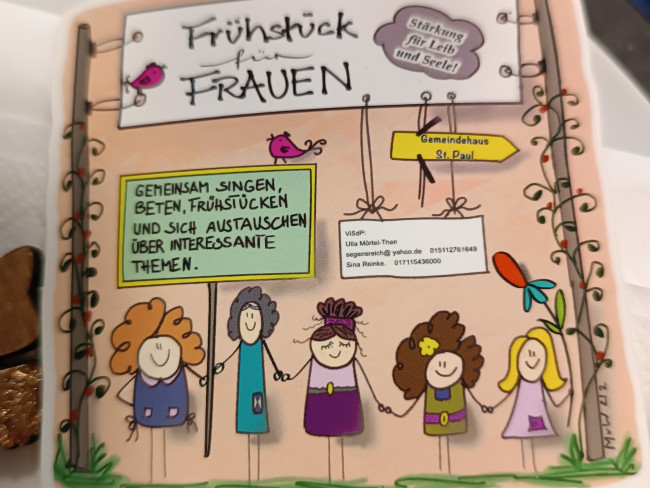 Frühstück
für
FRAUEN
Stärkung
für Leib
und Seele!
Gemeindehaus
St. Paul
GEMEINSAM SINGEN,
BETEN, FRÜHSTÜCKEN
UND SICH AUSTAUSCHEN
ÜBER INTERESSANTE
THEMEN.
ViSdP:
Ulla Mörtel-Then
segensreich@yahoo.de 015112761649
Sina Reinke. 017115436000